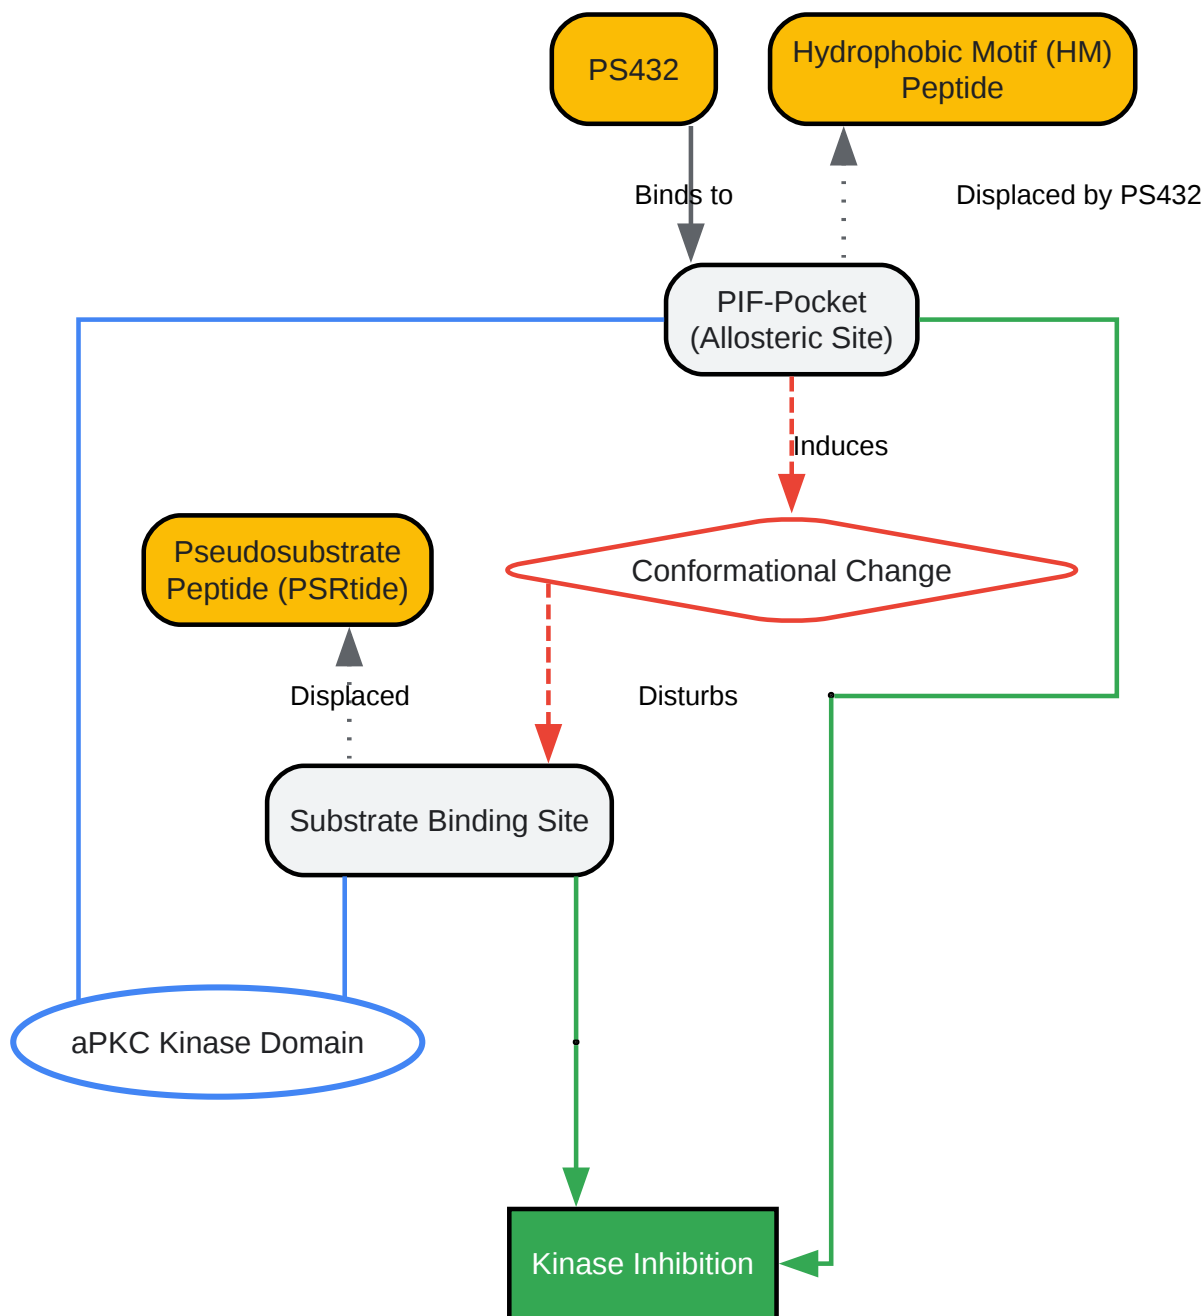 PS432
Hydrophobic Motif (HM)
Peptide
Binds to
Displaced by PS432
PIF-Pocket
(Allosteric Site)
Induces
Pseudosubstrate
Peptide (PSRtide)
Conformational Change
Displaced
Disturbs
Substrate Binding Site
aPKC Kinase Domain
Kinase Inhibition